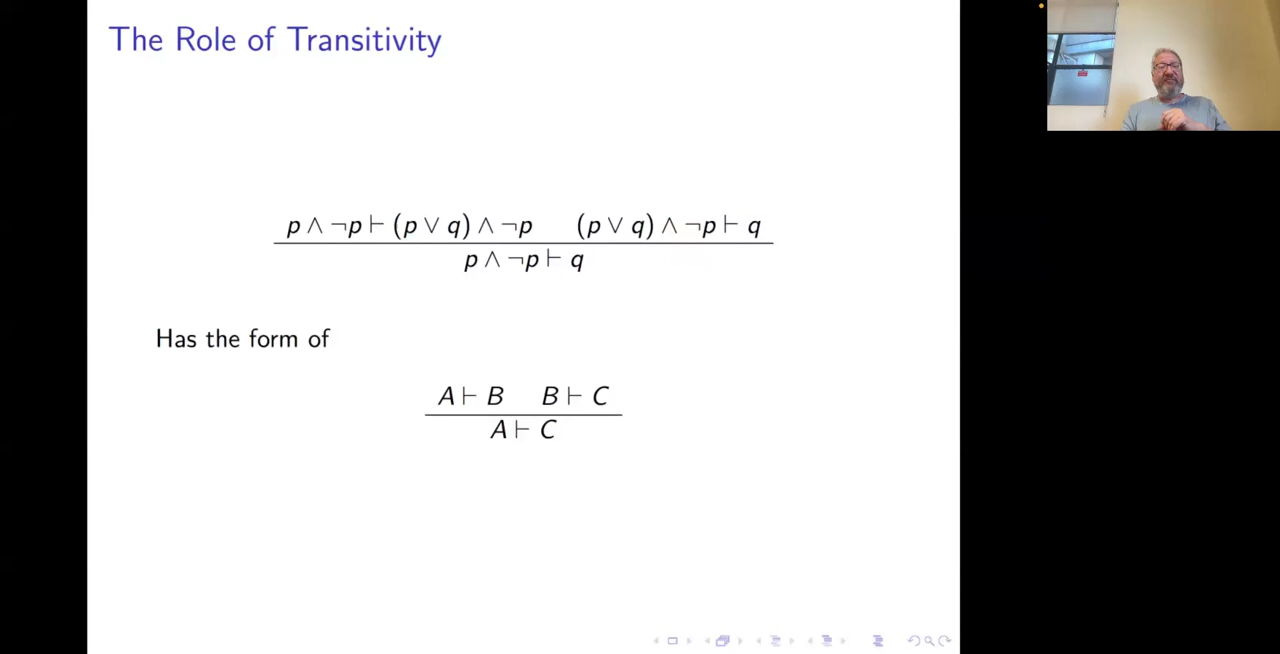 The Role of Transitivity
p ∧ ¬p ⊢ (p ∨ q) ∧ ¬p (p ∨ q) ∧ ¬p ⊢ q
p ∧ ¬p ⊢ q
Has the form of
A ⊢ B B ⊢ C
A ⊢ C